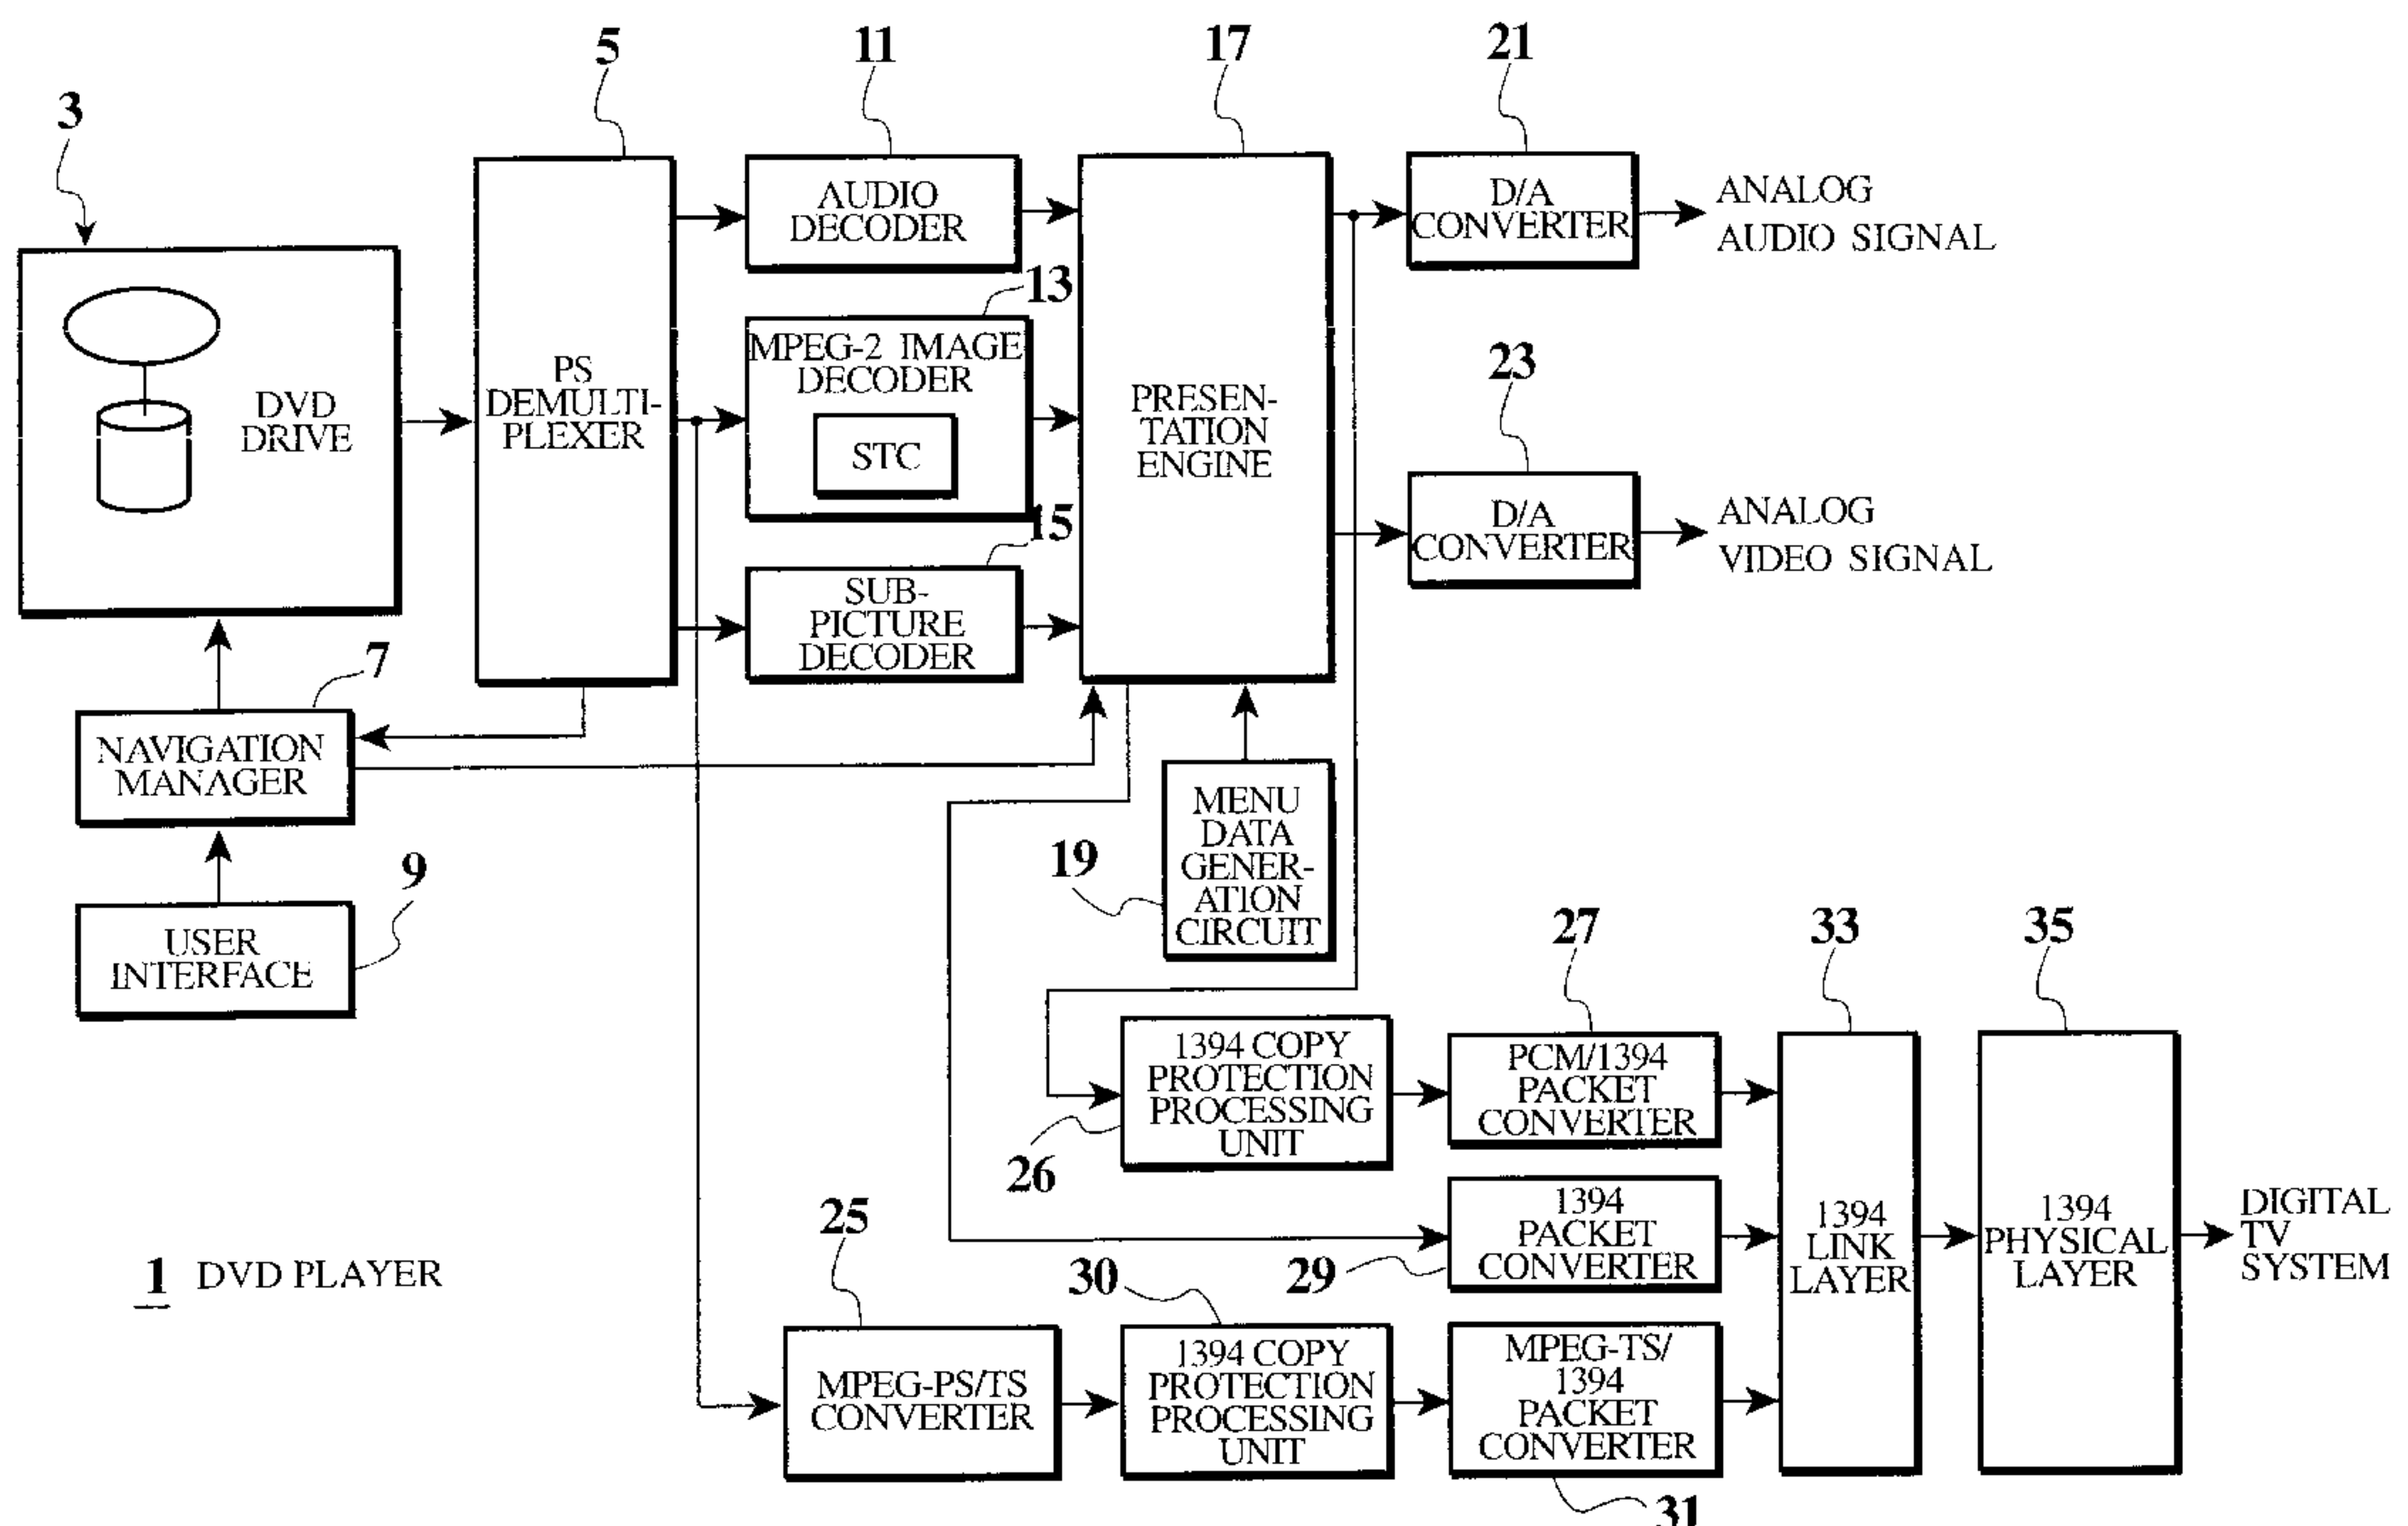 5
11
17
21
3
AUDIO
DECODER
D/A
CONVERTER
ANALOG
AUDIO SIGNAL
13
MPEG-2 IMAGE
DECODER
STC
DVD
DRIVE
PS
DEMULTI-
PLEXER
PRESEN-
TATION
ENGINE
23
D/A
CONVERTER
ANALOG
VIDEO SIGNAL
15
SUB-
PICTURE
DECODER
7
NAVIGATION
MANAGER
MENU
DATA
GENER-
ATION
CIRCUIT
19
9
USER
INTERFACE
27
33
35
1394 COPY
PROTECTION
PROCESSING
UNIT
26
PCM/1394
PACKET
CONVERTER
1394
PACKET
CONVERTER
29
1394
LINK
LAYER
1394
PHYSICAL
LAYER
DIGITAL
TV
SYSTEM
1 DVD PLAYER
25
30
MPEG-PS/TS
CONVERTER
1394 COPY
PROTECTION
PROCESSING
UNIT
MPEG-TS/
1394
PACKET
CONVERTER
31